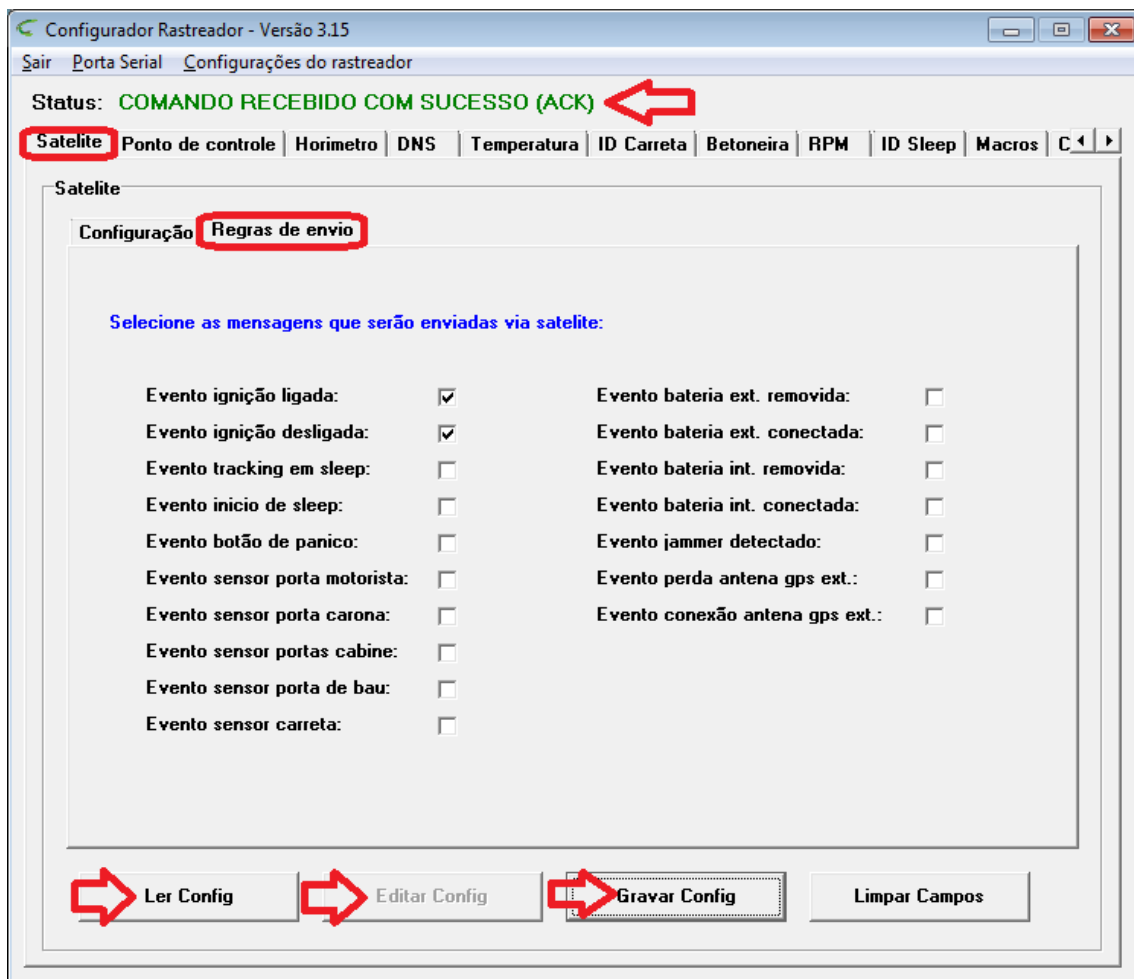 Configurador Rastreador - Versão 3.15
Sair Porta Serial Configurações do rastreador
Status: COMANDO RECEBIDO COM SUCESSO (ACK)
Satelite Ponto de controle Horimetro DNS Temperatura ID Carreta Betoneira RPM ID Sleep Macros C
Satelite
Configuração Regras de envio
Selecione as mensagens que serão enviadas via satelite:
Evento ignição ligada: Evento bateria ext. removida:
Evento ignição desligada: Evento bateria ext. conectada:
Evento tracking em sleep: Evento bateria int. removida:
Evento inicio de sleep: Evento bateria int. conectada:
Evento botão de panico: Evento jammer detectado:
Evento sensor porta motorista: Evento perda antena gps ext.:
Evento sensor porta carona: Evento conexão antena gps ext.:
Evento sensor portas cabine:
Evento sensor porta de bau:
Evento sensor carreta:
Ler Config Editar Config Gravar Config Limpar Campos